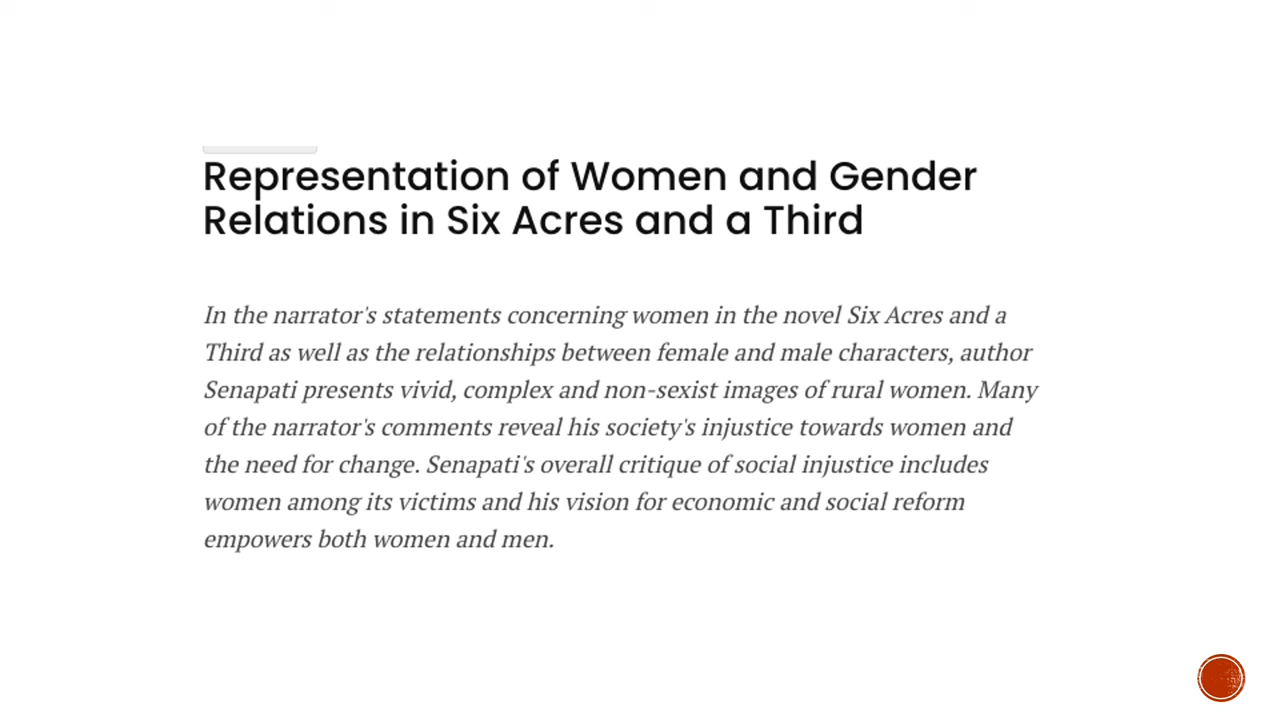 Representation of Women and Gender
Relations in Six Acres and a Third
In the narrator's statements concerning women in the novel Six Acres and a
Third as well as the relationships between female and male characters, author
Senapati presents vivid, complex and non-sexist images of rural women. Many
of the narrator's comments reveal his society's injustice towards women and
the need for change. Senapati's overall critique of social injustice includes
women among its victims and his vision for economic and social reform
empowers both women and men.